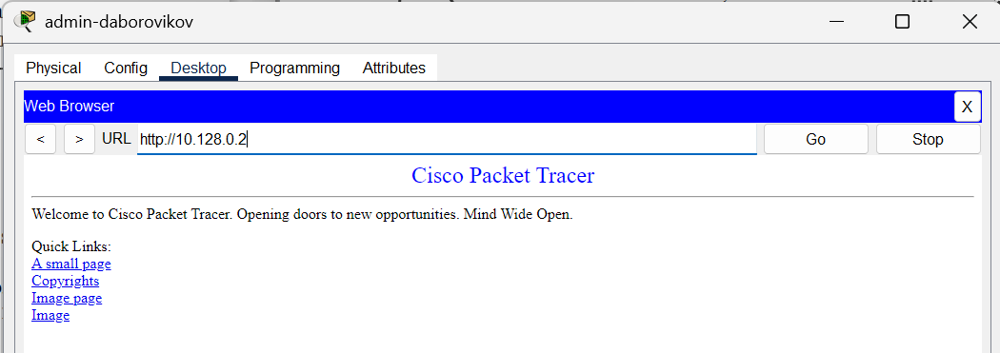 admin-daborovikov
Physical Config Desktop Programming Attributes
Web Browser X
< > URL http://10.128.0.2 Go Stop
Cisco Packet Tracer
Welcome to Cisco Packet Tracer. Opening doors to new opportunities. Mind Wide Open.
Quick Links:
A small page
Copyrights
Image page
Image